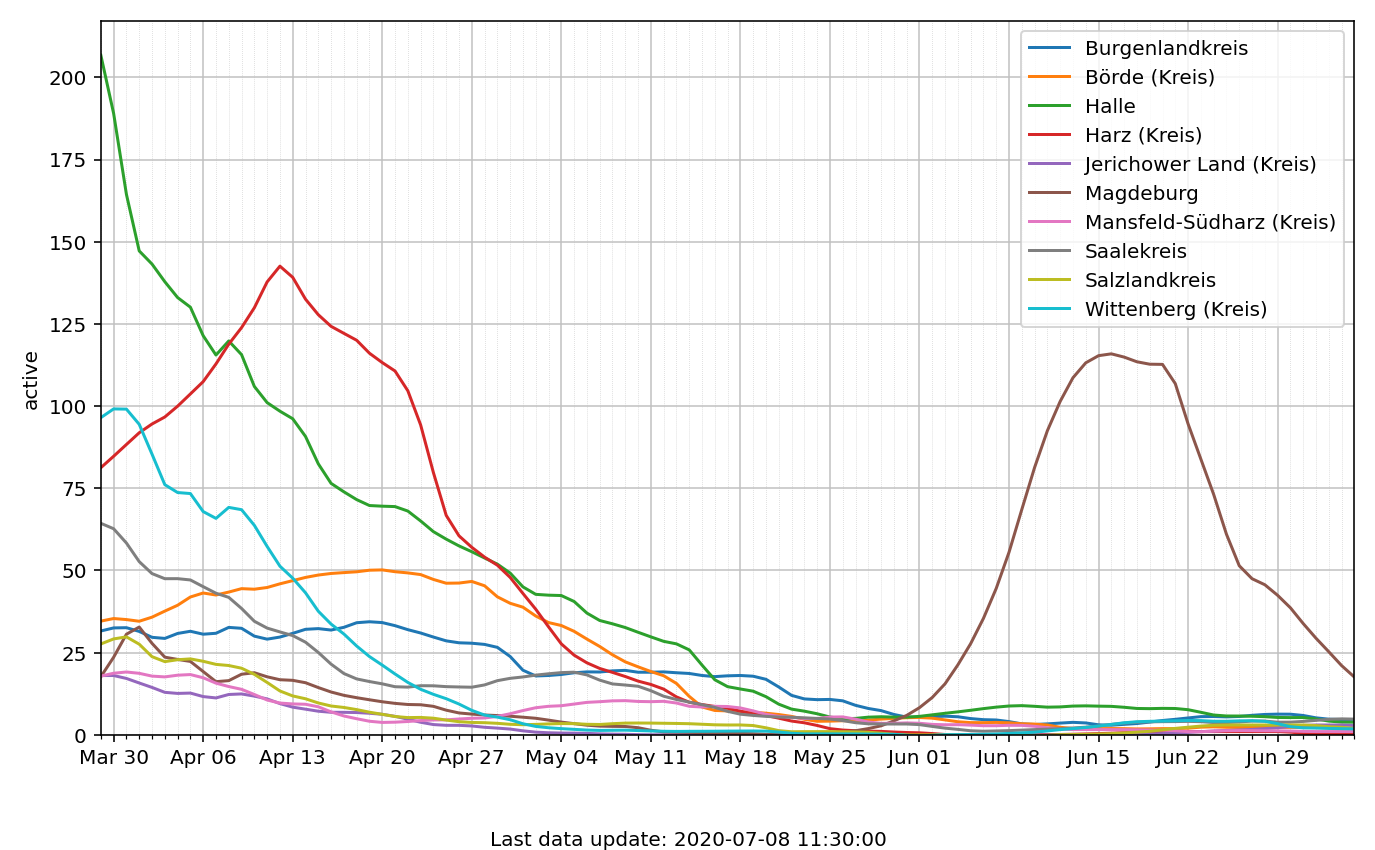 200
175
150
125
100
75
50
25
0
active
Burgenlandkreis
Börde (Kreis)
Halle
Harz (Kreis)
Jerichower Land (Kreis)
Magdeburg
Mansfeld-Südharz (Kreis)
Saalekreis
Salzlandkreis
Wittenberg (Kreis)
Mar 30 Apr 06 Apr 13 Apr 20 Apr 27 May 04 May 11 May 18 May 25 Jun 01 Jun 08 Jun 15 Jun 22 Jun 29
Last data update: 2020-07-08 11:30:00